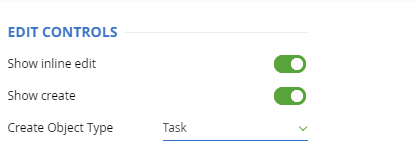 EDIT CONTROLS
Show inline edit
Show create
Create Object Type Task